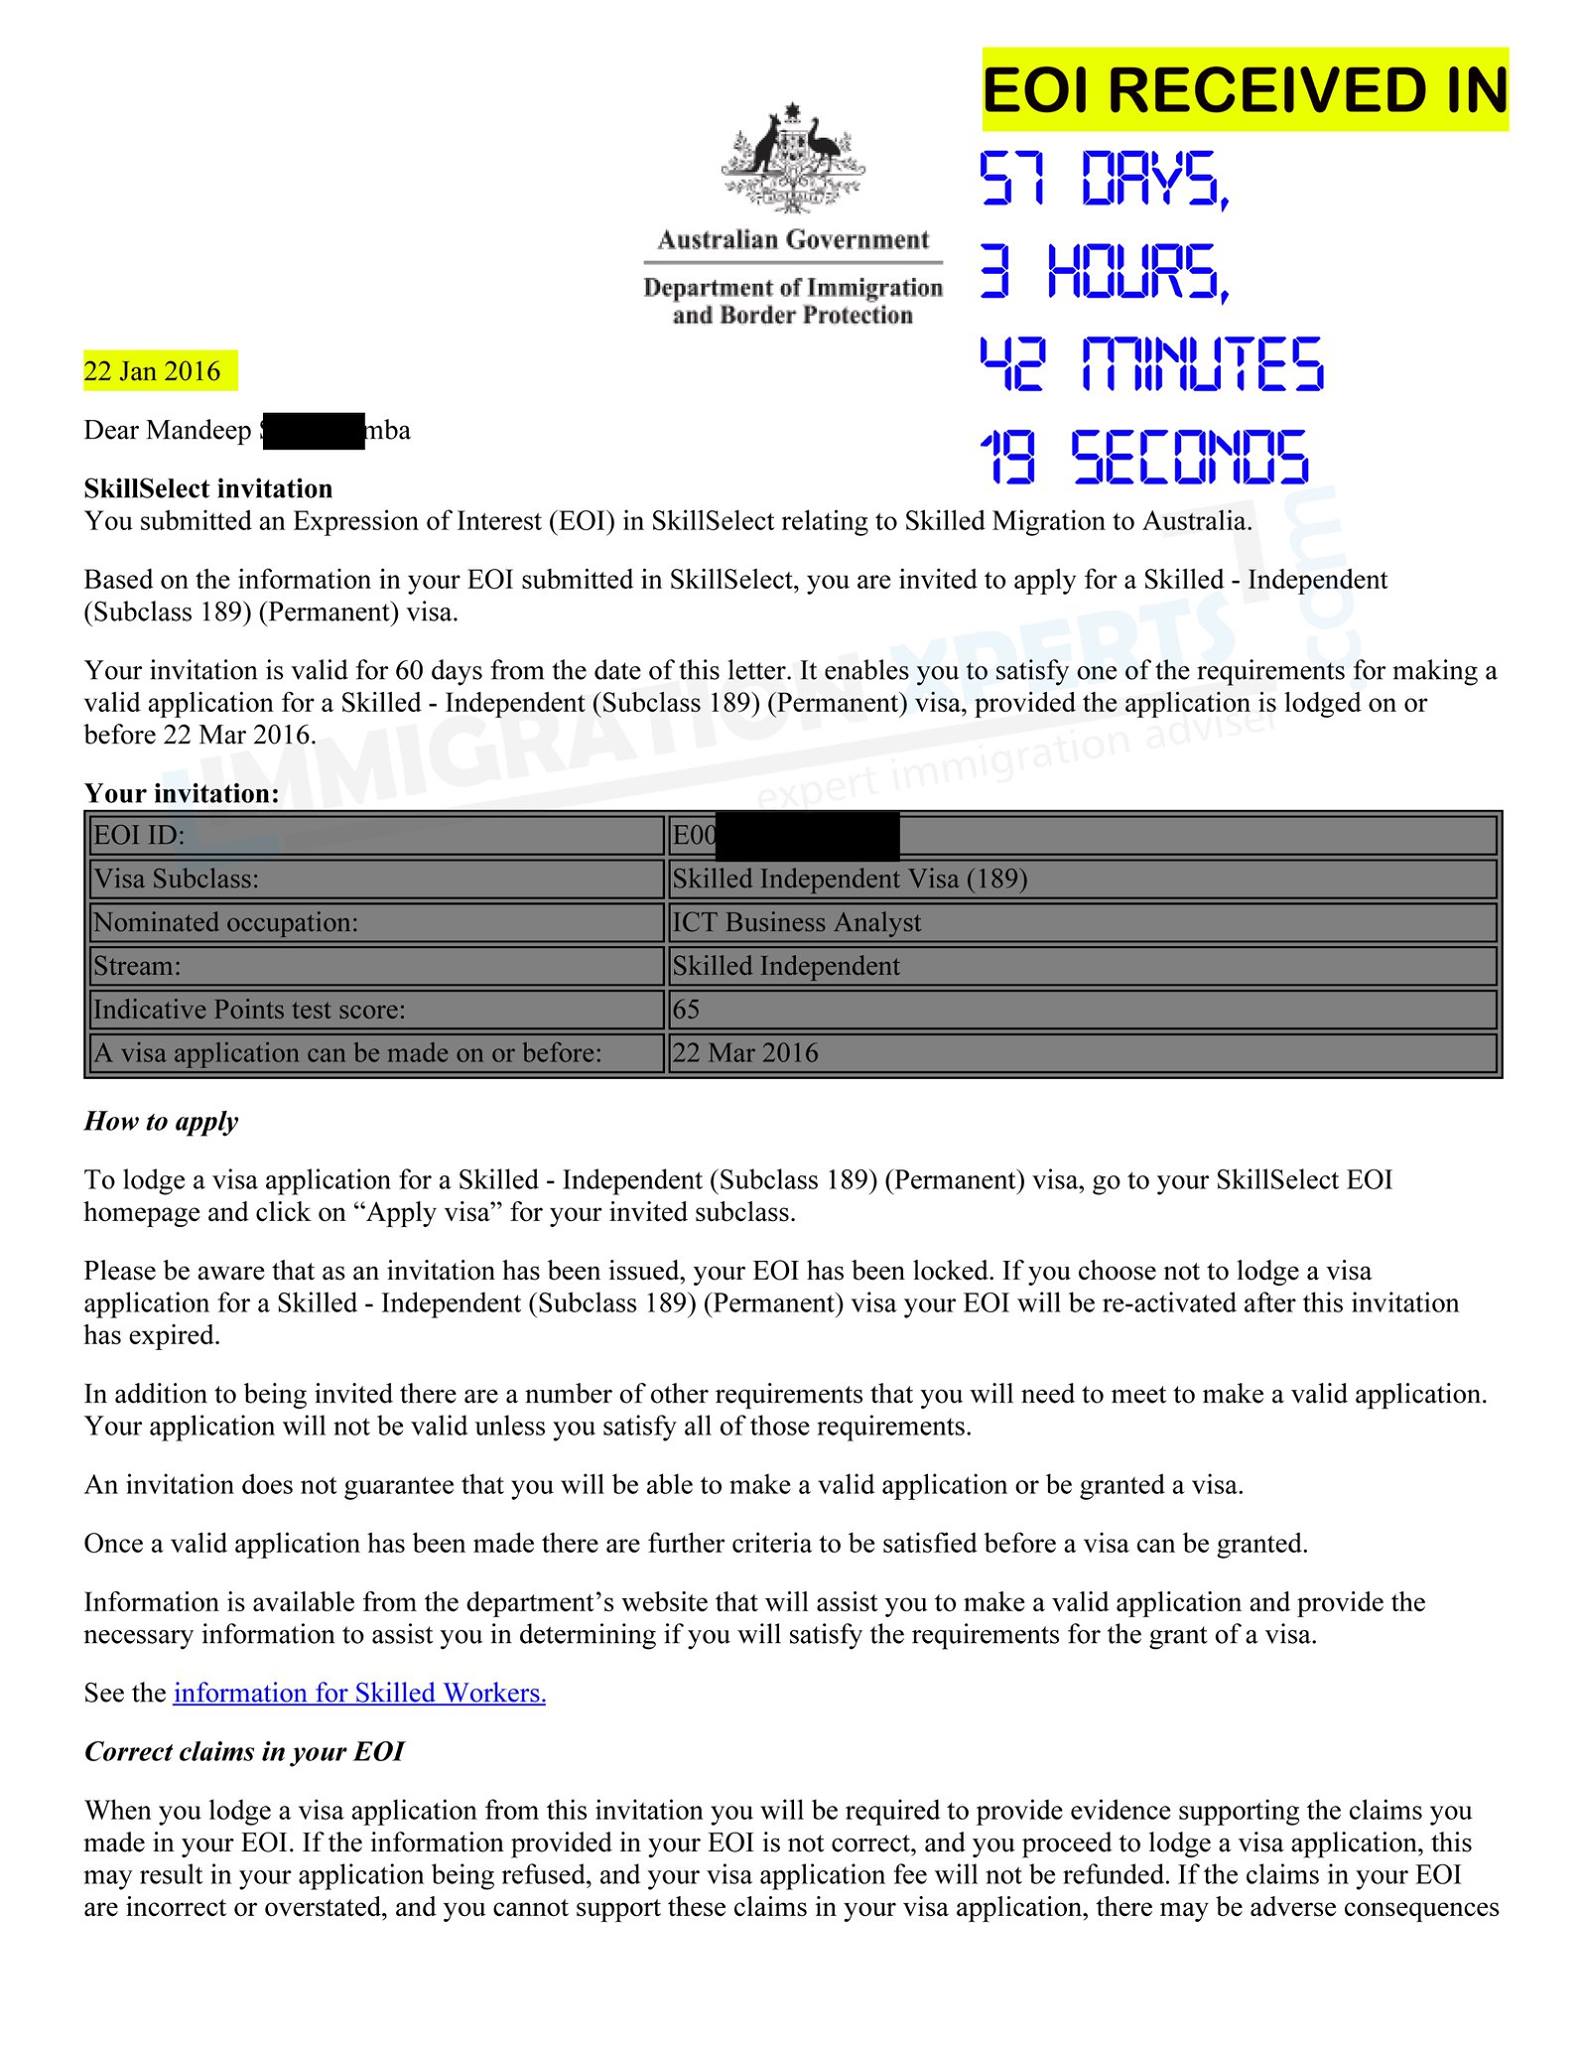 EOI RECEIVED IN
57 DAYS,
3 HOURS,
42 MINUTES
19 SECONDS
AUSTRALIA
Australian Government
Department of Immigration
and Border Protection
22 Jan 2016
Dear Mandeep S mba
SkillSelect invitation
You submitted an Expression of Interest (EOI) in SkillSelect relating to Skilled Migration to Australia.
Based on the information in your EOI submitted in SkillSelect, you are invited to apply for a Skilled - Independent
(Subclass 189) (Permanent) visa.
Your invitation is valid for 60 days from the date of this letter. It enables you to satisfy one of the requirements for making a
valid application for a Skilled - Independent (Subclass 189) (Permanent) visa, provided the application is lodged on or
before 22 Mar 2016.
IMMIGRATION XPERTS .com
expert immigration adviser
Your invitation:
EOI ID: E00
Visa Subclass: Skilled Independent Visa (189)
Nominated occupation: ICT Business Analyst
Stream: Skilled Independent
Indicative Points test score: 65
A visa application can be made on or before: 22 Mar 2016
How to apply
To lodge a visa application for a Skilled - Independent (Subclass 189) (Permanent) visa, go to your SkillSelect EOI
homepage and click on “Apply visa” for your invited subclass.
Please be aware that as an invitation has been issued, your EOI has been locked. If you choose not to lodge a visa
application for a Skilled - Independent (Subclass 189) (Permanent) visa your EOI will be re-activated after this invitation
has expired.
In addition to being invited there are a number of other requirements that you will need to meet to make a valid application.
Your application will not be valid unless you satisfy all of those requirements.
An invitation does not guarantee that you will be able to make a valid application or be granted a visa.
Once a valid application has been made there are further criteria to be satisfied before a visa can be granted.
Information is available from the department’s website that will assist you to make a valid application and provide the
necessary information to assist you in determining if you will satisfy the requirements for the grant of a visa.
See the information for Skilled Workers.
Correct claims in your EOI
When you lodge a visa application from this invitation you will be required to provide evidence supporting the claims you
made in your EOI. If the information provided in your EOI is not correct, and you proceed to lodge a visa application, this
may result in your application being refused, and your visa application fee will not be refunded. If the claims in your EOI
are incorrect or overstated, and you cannot support these claims in your visa application, there may be adverse consequences